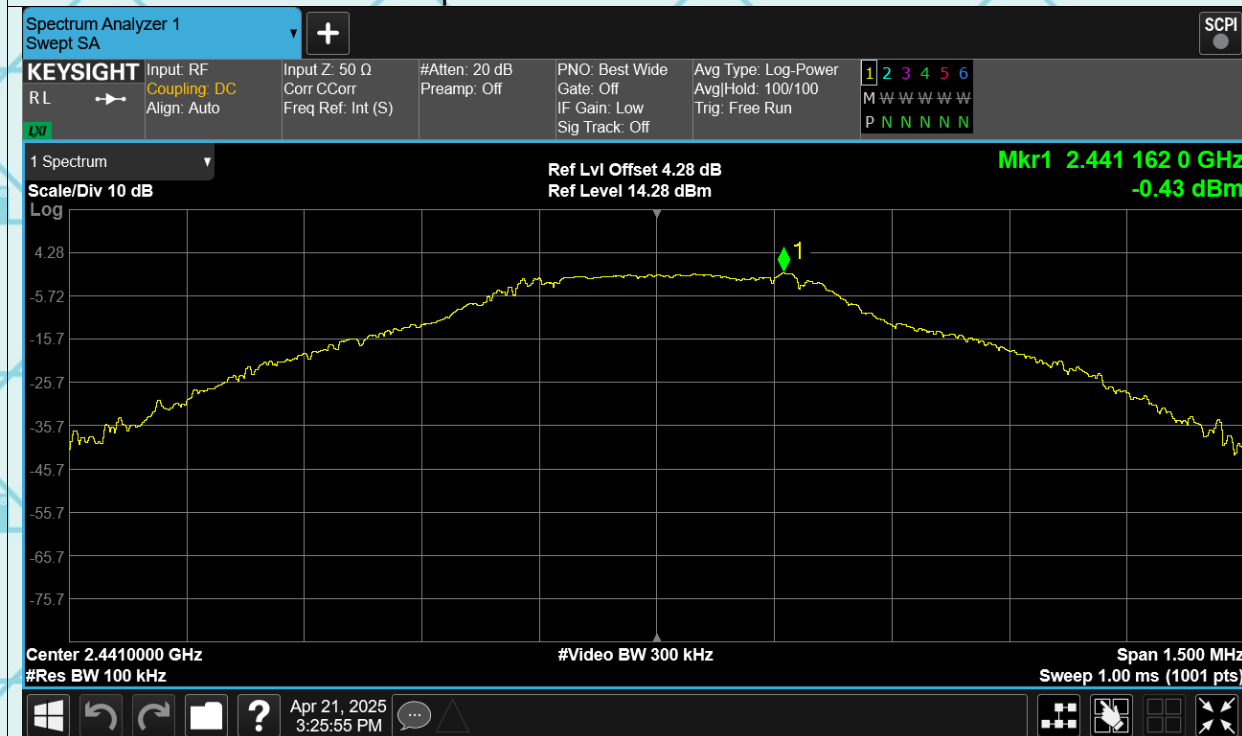 Spectrum Analyzer 1
Swept SA
+
SCPI
KEYSIGHT
RL
LXI
Input: RF
Coupling: DC
Align: Auto
Input Z: 50 Ω
Corr CCorr
Freq Ref: Int (S)
#Atten: 20 dB
Preamp: Off
PNO: Best Wide
Gate: Off
IF Gain: Low
Sig Track: Off
Avg Type: Log-Power
Avg|Hold: 100/100
Trig: Free Run
1 2 3 4 5 6
M W W W W W
P N N N N N
1 Spectrum
Scale/Div 10 dB
Ref Lvl Offset 4.28 dB
Ref Level 14.28 dBm
Mkr1 2.441 162 0 GHz
-0.43 dBm
Log
1
4.28
-5.72
-15.7
-25.7
-35.7
-45.7
-55.7
-65.7
-75.7
Center 2.4410000 GHz
#Video BW 300 kHz
Span 1.500 MHz
#Res BW 100 kHz
Sweep 1.00 ms (1001 pts)
?
Apr 21, 2025
3:25:55 PM